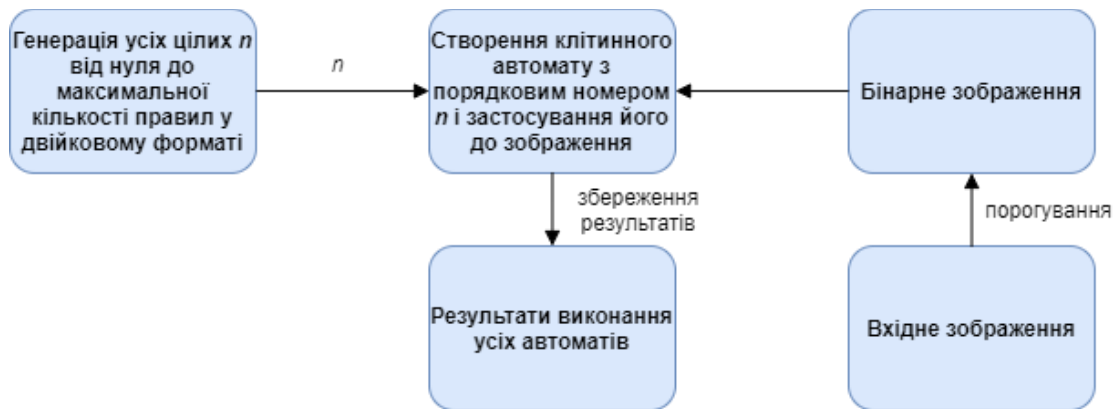 Генерація усіх цілих n
від нуля до
максимальної
кількості правил у
двійковому форматі
n
Створення клітинного
автомату з
порядковим номером
n і застосування його
до зображення
Бінарне зображення
збереження
результатів
порогування
Результати виконання
усіх автоматів
Вхідне зображення